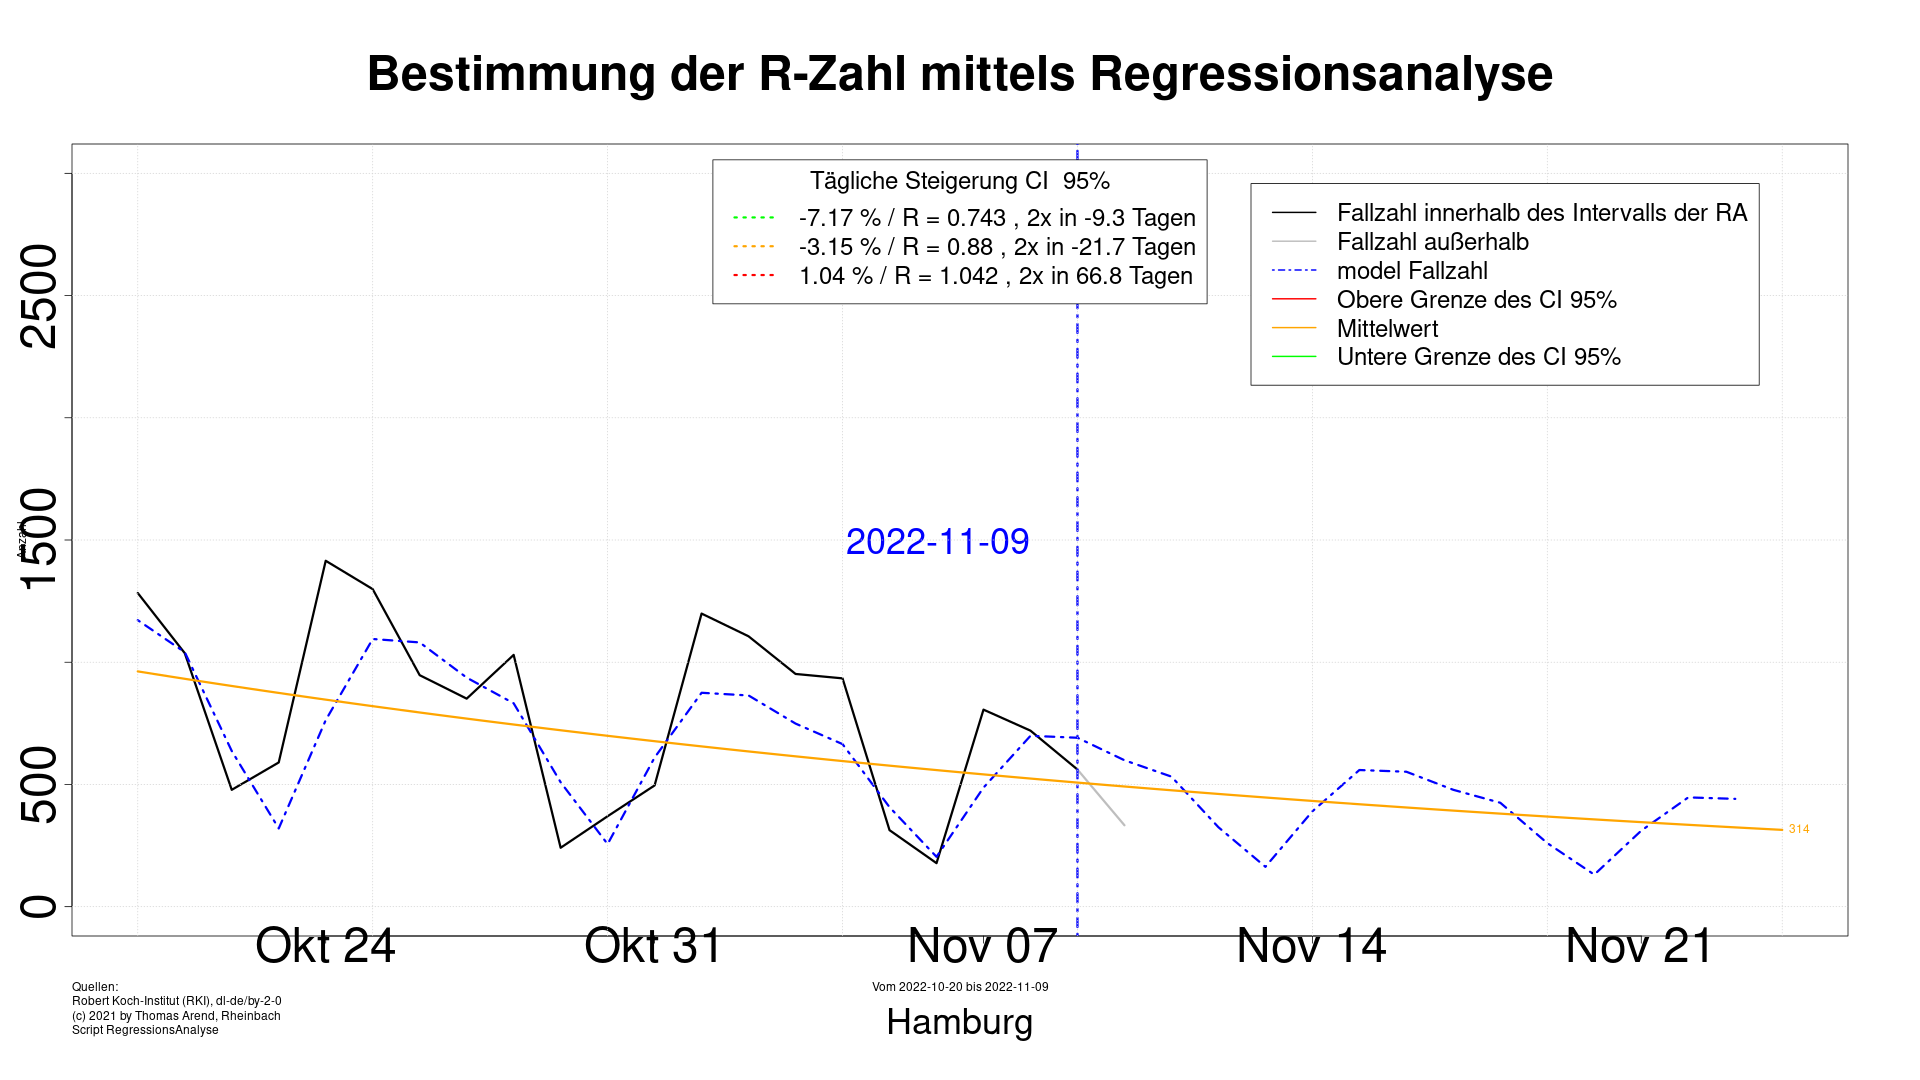 Bestimmung der R-Zahl mittels Regressionsanalyse
Tägliche Steigerung CI  95%
-7.17 % / R = 0.743 , 2x in -9.3 Tagen
-3.15 % / R = 0.88 , 2x in -21.7 Tagen
1.04 % / R = 1.042 , 2x in 66.8 Tagen
Fallzahl innerhalb des Intervalls der RA
Fallzahl außerhalb
model Fallzahl
Obere Grenze des CI 95%
Mittelwert
Untere Grenze des CI 95%
2500
1500
500
0
Anzahl
2022-11-09
314
Okt 24
Okt 31
Nov 07
Nov 14
Nov 21
Quellen:
Robert Koch-Institut (RKI), dl-de/by-2-0
(c) 2021 by Thomas Arend, Rheinbach
Script RegressionsAnalyse
Vom 2022-10-20 bis 2022-11-09
Hamburg